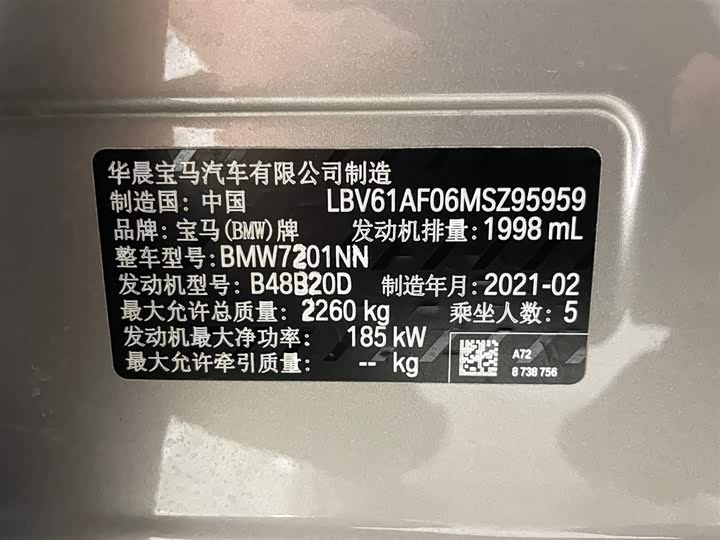 华晨宝马汽车有限公司制造
制造国: 中国 LBV61AF06MSZ95959
品牌: 宝马(BMW)牌 发动机排量: 1998 mL
整车型号: BMW7201NN
发动机型号: B48B20D 制造年月: 2021-02
最大允许总质量: 2260 kg 乘坐人数: 5
发动机最大净功率: 185 kW
最大允许牵引质量: -- kg
A72
8 738 756